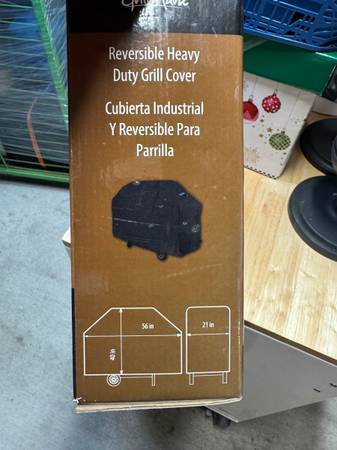 Reversible Heavy
Duty Grill Cover
Cubierta Industrial
Y Reversible Para
Parrilla
56 in
21 in
40 in